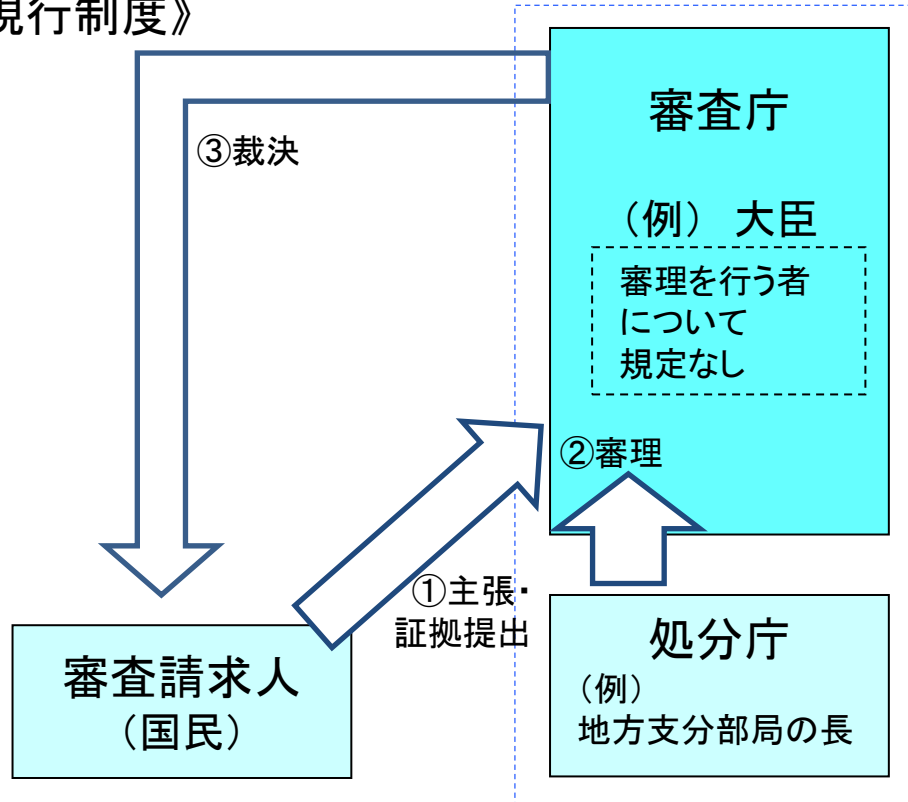 現行制度》
審査庁
③裁決
（例） 大臣
審理を行う者
について
規定なし
②審理
①主張・
証拠提出
審査請求人
（国民）
処分庁
（例）
地方支分部局の長